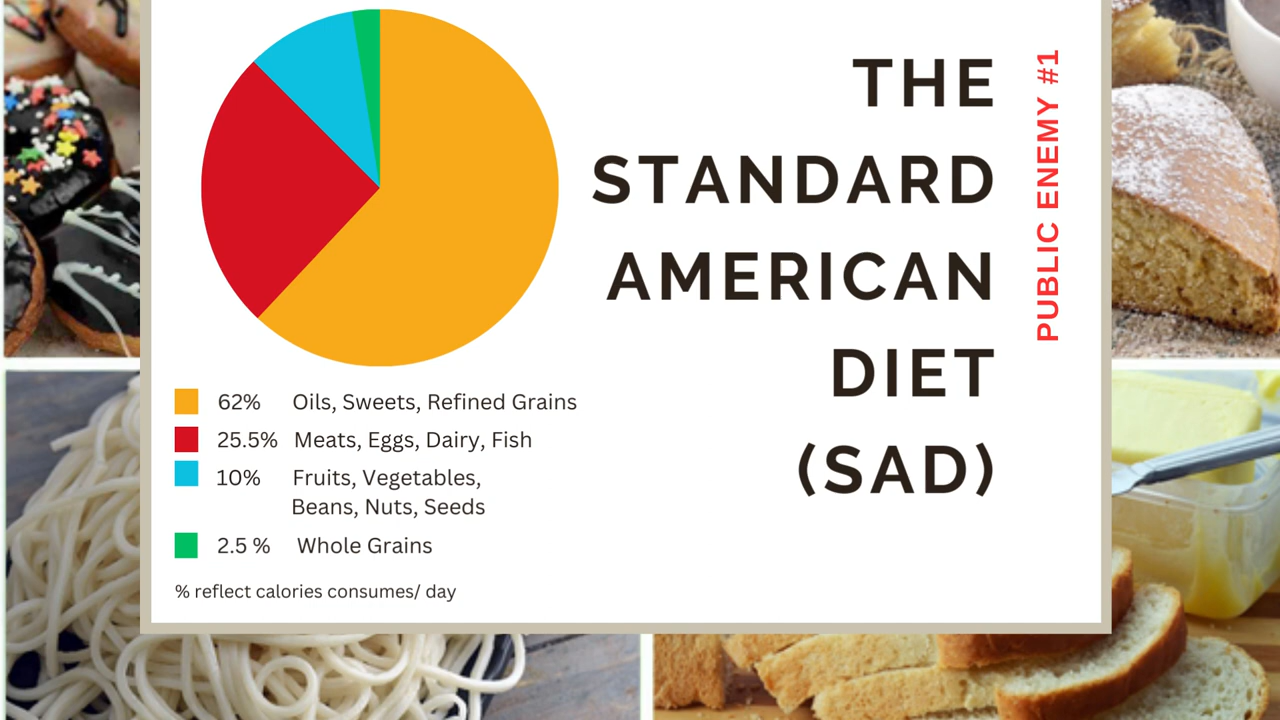 THE
STANDARD
AMERICAN
DIET
(SAD)
PUBLIC ENEMY #1
62% Oils, Sweets, Refined Grains
25.5% Meats, Eggs, Dairy, Fish
10% Fruits, Vegetables,
Beans, Nuts, Seeds
2.5 % Whole Grains
% reflect calories consumes/ day